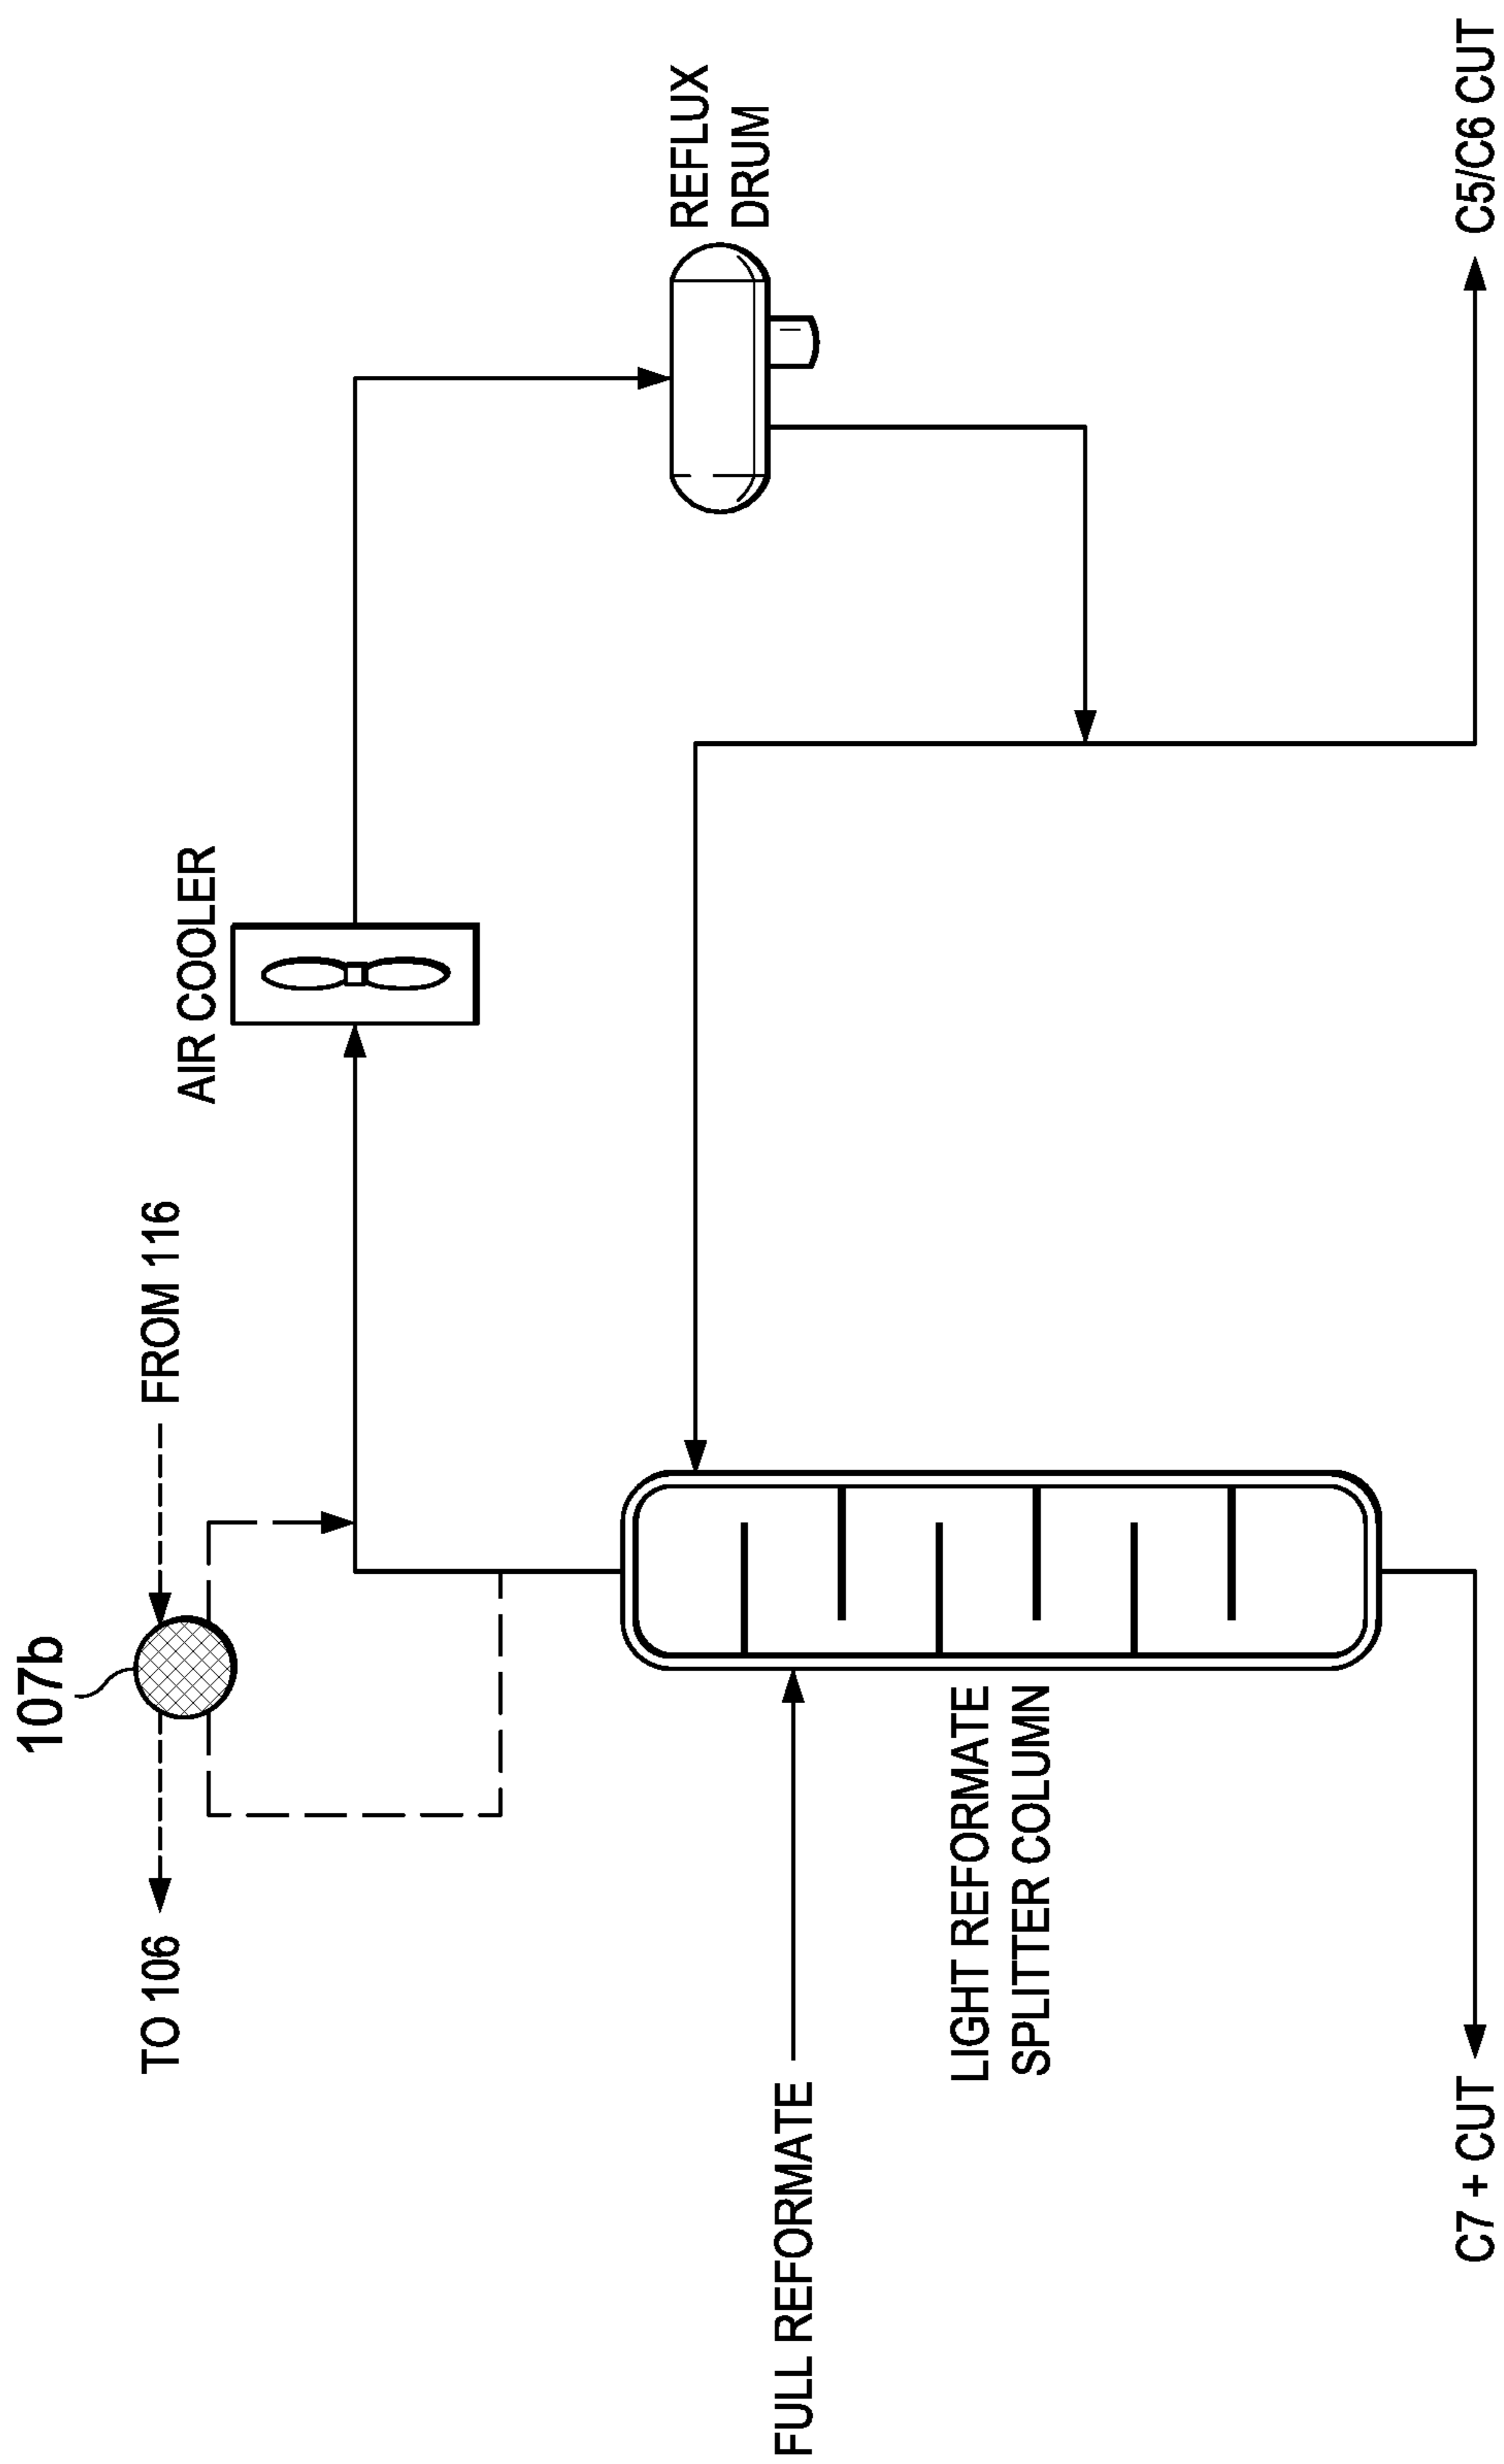 107b
TO 106
FROM 116
AIR COOLER
REFLUX
DRUM
FULL REFORMATE
LIGHT REFORMATE
SPLITTER COLUMN
C7 + CUT
C5/C6 CUT